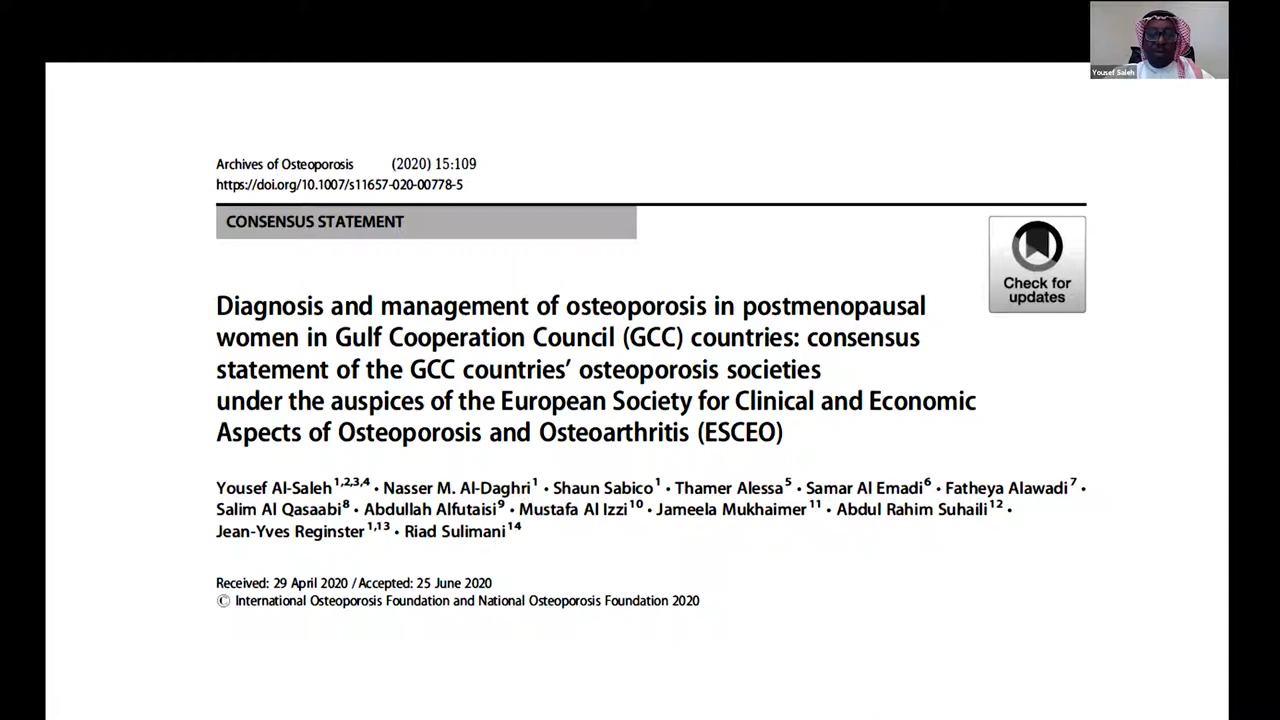 Yousef Saleh
Archives of Osteoporosis (2020) 15:109
https://doi.org/10.1007/s11657-020-00778-5
CONSENSUS STATEMENT
Check for
updates
Diagnosis and management of osteoporosis in postmenopausal
women in Gulf Cooperation Council (GCC) countries: consensus
statement of the GCC countries’ osteoporosis societies
under the auspices of the European Society for Clinical and Economic
Aspects of Osteoporosis and Osteoarthritis (ESCEO)
Yousef Al-Saleh1,2,3,4 • Nasser M. Al-Daghri1 • Shaun Sabico1 • Thamer Alessa5 • Samar Al Emadi6 • Fatheya Alawadi7 •
Salim Al Qasaabi8 • Abdullah Alfutaisi9 • Mustafa Al Izzi10 • Jameela Mukhaimer11 • Abdul Rahim Suhaili12 •
Jean-Yves Reginster1,13 • Riad Sulimani14
Received: 29 April 2020 / Accepted: 25 June 2020
© International Osteoporosis Foundation and National Osteoporosis Foundation 2020